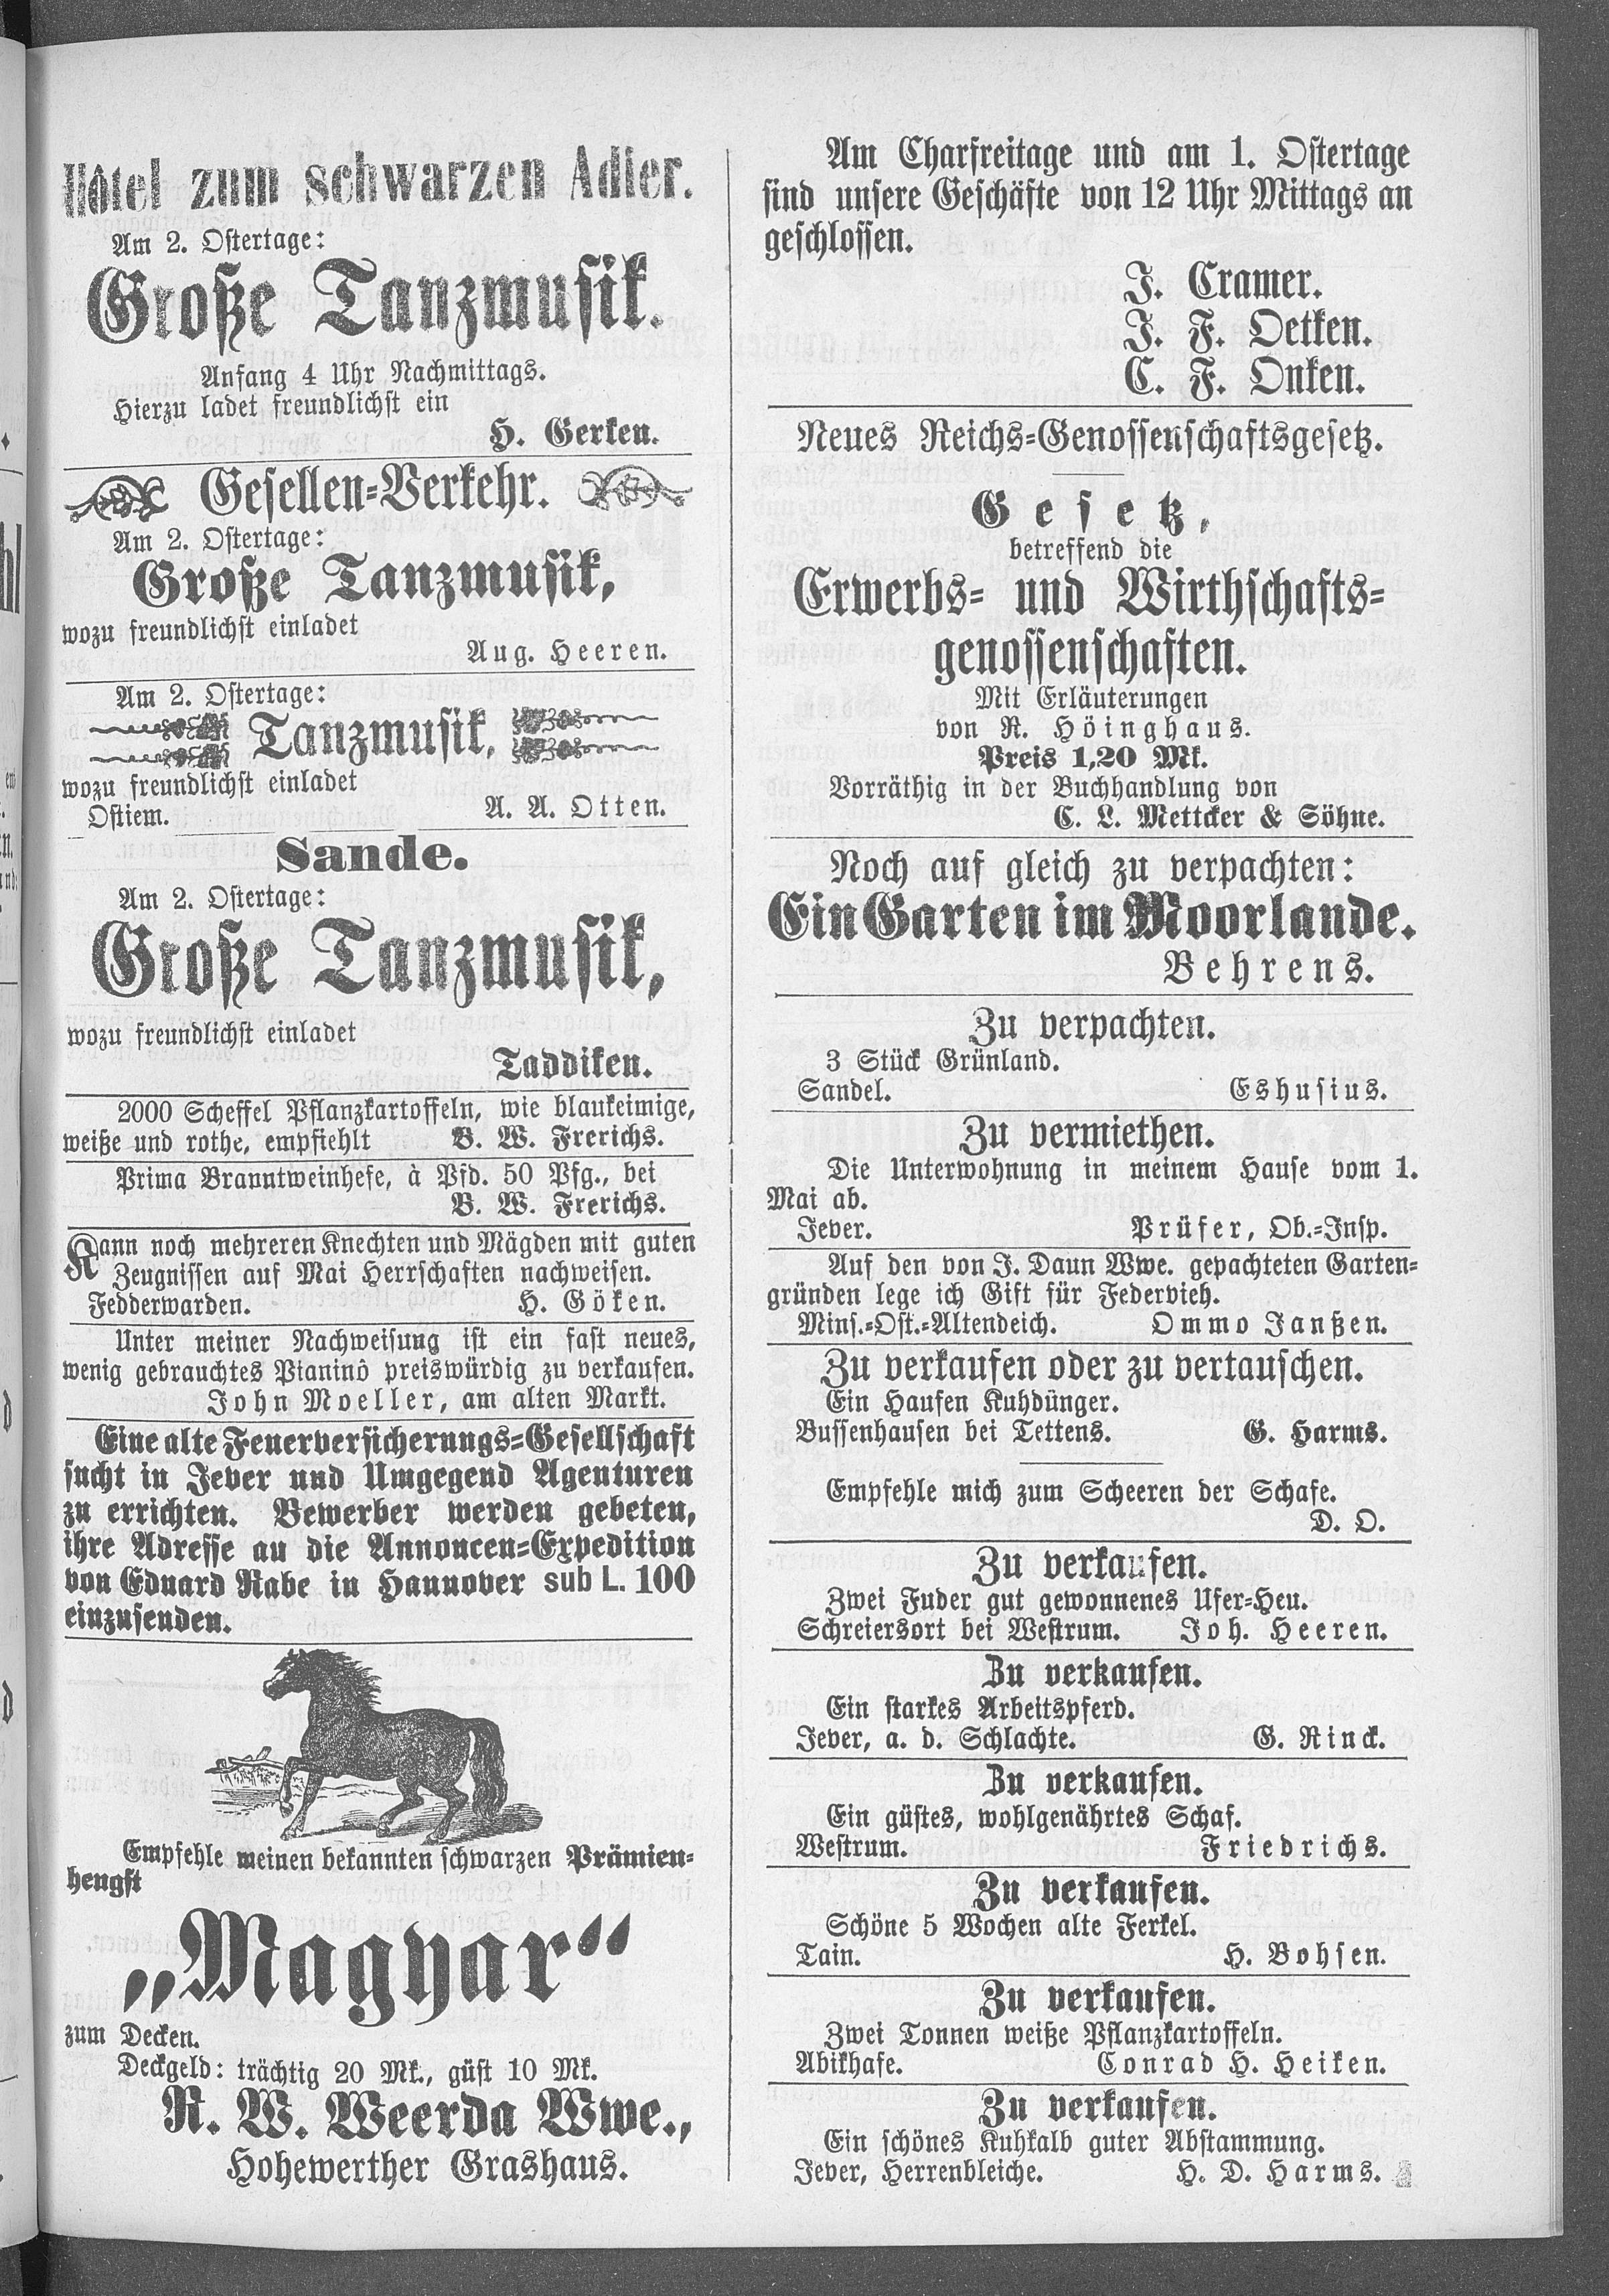 Hôtel zum schwarzen Adler.
Am 2. Ostertage:
Große Tanzmusik.
Anfang 4 Uhr Nachmittags.
Hierzu ladet freundlichst ein
H. Gerken.
Gesellen-Verkehr.
Am 2. Ostertage:
Große Tanzmusik,
wozu freundlichst einladet
Aug. Heeren.
Am 2. Ostertage:
Tanzmusik,
wozu freundlichst einladet
Ostiem. A. A. Otten.
Sande.
Am 2. Ostertage:
Große Tanzmusik,
wozu freundlichst einladet
Taddiken.
2000 Scheffel Pflanzkartoffeln, wie blaukeimige,
weiße und rothe, empfiehlt B. W. Frerichs.
Prima Branntweinhefe, à Pfd. 50 Pfg., bei
B. W. Frerichs.
Kann noch mehreren Knechten und Mägden mit guten
Zeugnissen auf Mai Herrschaften nachweisen.
Fedderwarden. H. Göken.
Unter meiner Nachweisung ist ein fast neues,
wenig gebrauchtes Pianino preiswürdig zu verkaufen.
John Moeller, am alten Markt.
Eine alte Feuerversicherungs-Gesellschaft
sucht in Jever und Umgegend Agenturen
zu errichten. Bewerber werden gebeten,
ihre Adresse an die Annoncen-Expedition
von Eduard Rabe in Hannover sub L. 100
einzusenden.
Empfehle meinen bekannten schwarzen Prämien-
hengst
„Magyar“
zum Decken.
Deckgeld: trächtig 20 Mk., güst 10 Mk.
R. W. Weerda Wwe.,
Hohewerther Grashaus.
Am Charfreitage und am 1. Ostertage
sind unsere Geschäfte von 12 Uhr Mittags an
geschlossen.
J. Cramer.
J. F. Oetken.
C. F. Onken.
Neues Reichs-Genossenschaftsgesetz.
Gesetz,
betreffend die
Erwerbs- und Wirthschafts-
genossenschaften.
Mit Erläuterungen
von R. Höinghaus.
Preis 1,20 Mk.
Vorräthig in der Buchhandlung von
C. L. Mettcker & Söhne.
Noch auf gleich zu verpachten:
Ein Garten im Moorlande.
Behrens.
Zu verpachten.
3 Stück Grünland.
Sandel. Eshusius.
Zu vermiethen.
Die Unterwohnung in meinem Hause vom 1.
Mai ab.
Jever. Prüfer, Ob.-Insp.
Auf den von J. Daun Wwe. gepachteten Garten-
gründen lege ich Gift für Federvieh.
Mins.-Ost.-Altendeich. Ommo Janßen.
Zu verkaufen oder zu vertauschen.
Ein Haufen Kuhdünger.
Bussenhausen bei Tettens. G. Harms.
Empfehle mich zum Scheeren der Schafe.
D. O.
Zu verkaufen.
Zwei Fuder gut gewonnenes Ufer-Heu.
Schreiersort bei Westrum. Joh. Heeren.
Zu verkaufen.
Ein starkes Arbeitspferd.
Jever, a. d. Schlachte. G. Rinck.
Zu verkaufen.
Ein güstes, wohlgenährtes Schaf.
Westrum. Friedrichs.
Zu verkaufen.
Schöne 5 Wochen alte Ferkel.
Tain. H. Bohsen.
Zu verkaufen.
Zwei Tonnen weiße Pflanzkartoffeln.
Abikhafe. Conrad H. Heiken.
Zu verkaufen.
Ein schönes Kuhkalb guter Abstammung.
Jever, Herrenbleiche. H. D. Harms.